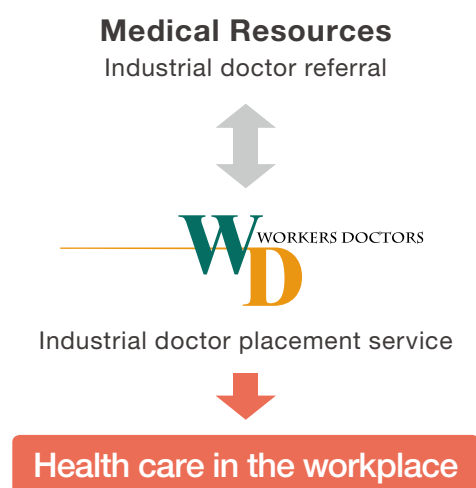 Medical Resources
Industrial doctor referral
WD WORKERS DOCTORS
Industrial doctor placement service
Health care in the workplace